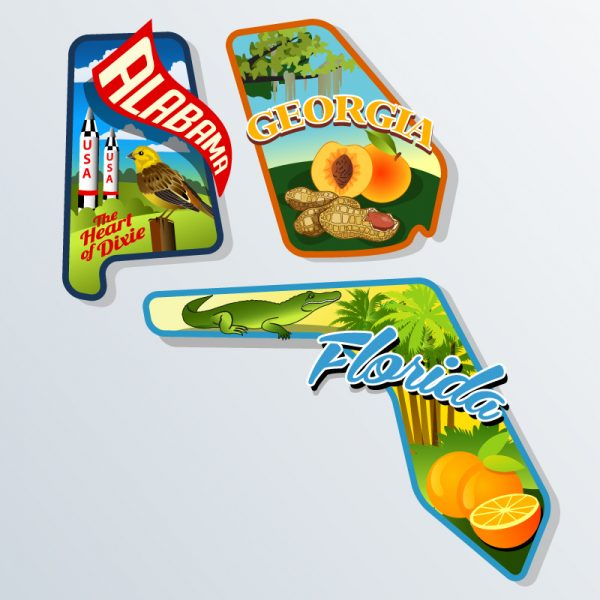 ALABAMA
USA
USA
The
Heart
of Dixie
GEORGIA
Florida